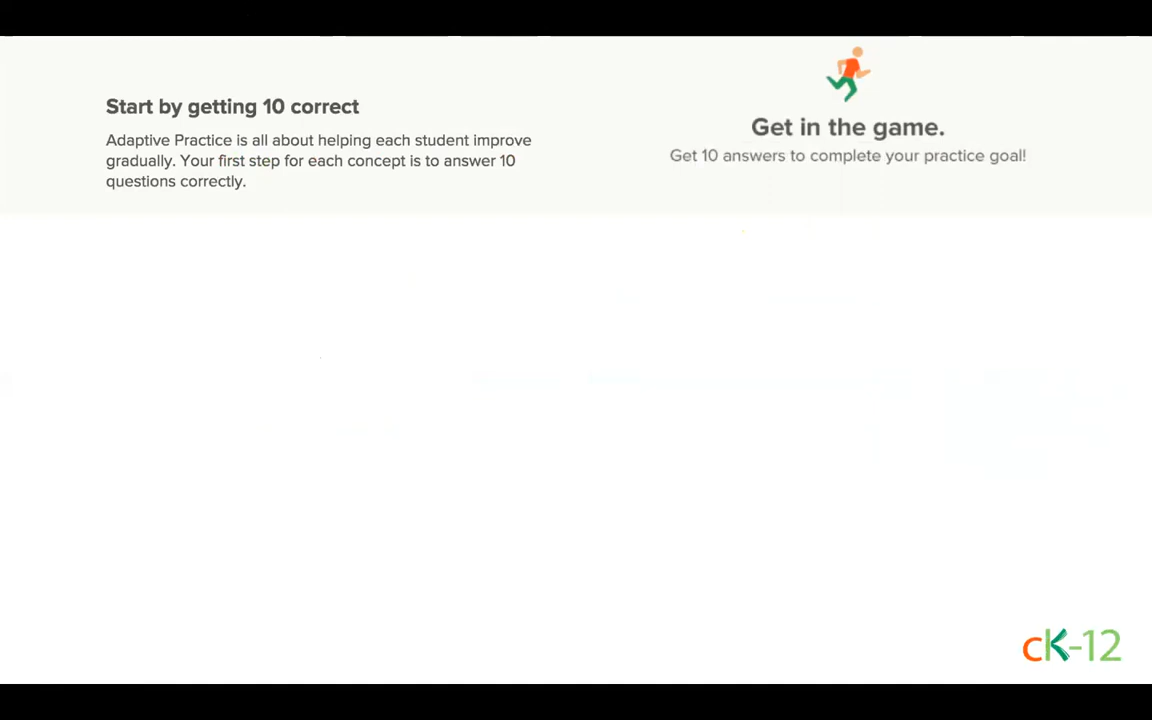 Start by getting 10 correct
Adaptive Practice is all about helping each student improve
gradually. Your first step for each concept is to answer 10
questions correctly.
Get in the game.
Get 10 answers to complete your practice goal!
cK-12